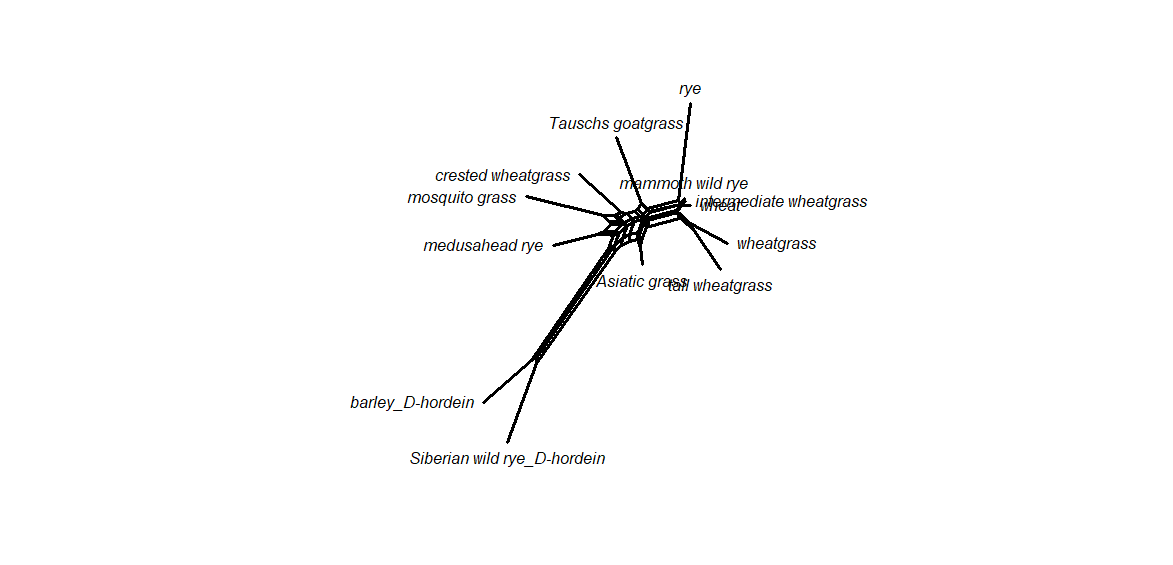 rye
Tauschs goatgrass
crested wheatgrass
mammoth wild rye
mosquito grass
intermediate wheatgrass
wheat
medusahead rye
wheatgrass
Asiatic grass
tall wheatgrass
barley_D-hordein
Siberian wild rye_D-hordein